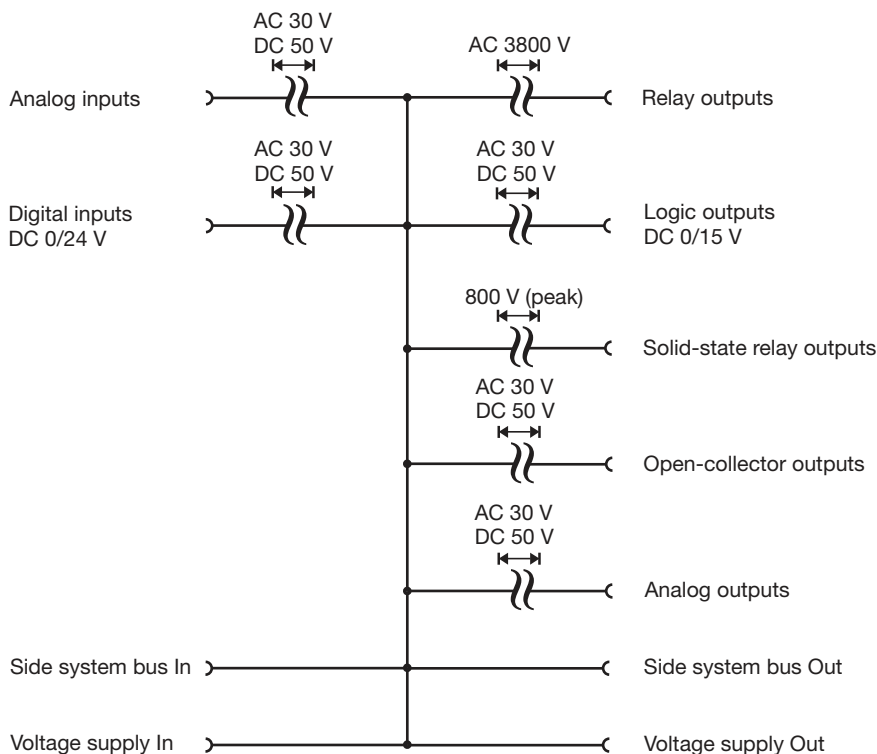 AC 30 V
DC 50 V
AC 3800 V
Analog inputs
Relay outputs
AC 30 V
DC 50 V
AC 30 V
DC 50 V
Digital inputs
DC 0/24 V
Logic outputs
DC 0/15 V
800 V (peak)
Solid-state relay outputs
AC 30 V
DC 50 V
Open-collector outputs
AC 30 V
DC 50 V
Analog outputs
Side system bus In
Side system bus Out
Voltage supply In
Voltage supply Out